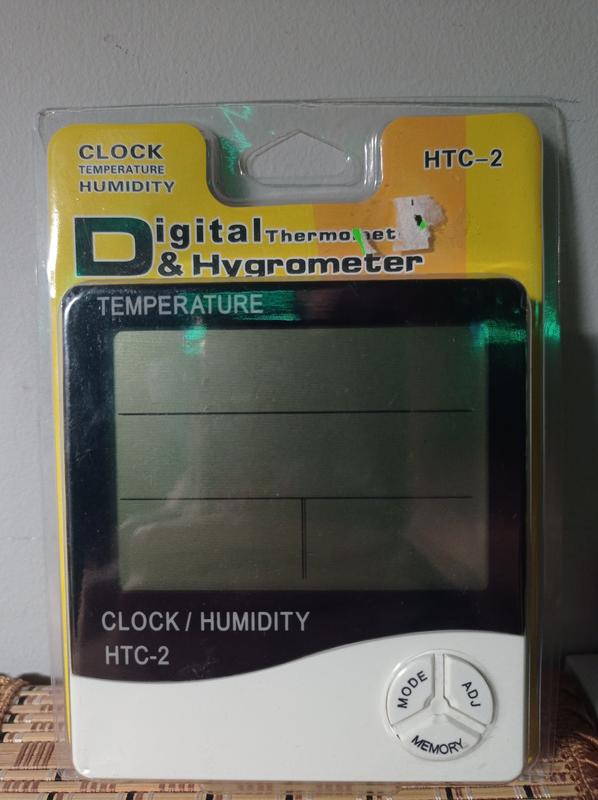 CLOCK
TEMPERATURE
HUMIDITY
HTC-2
Digital
& Hygrometer
TEMPERATURE
CLOCK / HUMIDITY
HTC-2
MODE
ADJ
MEMORY